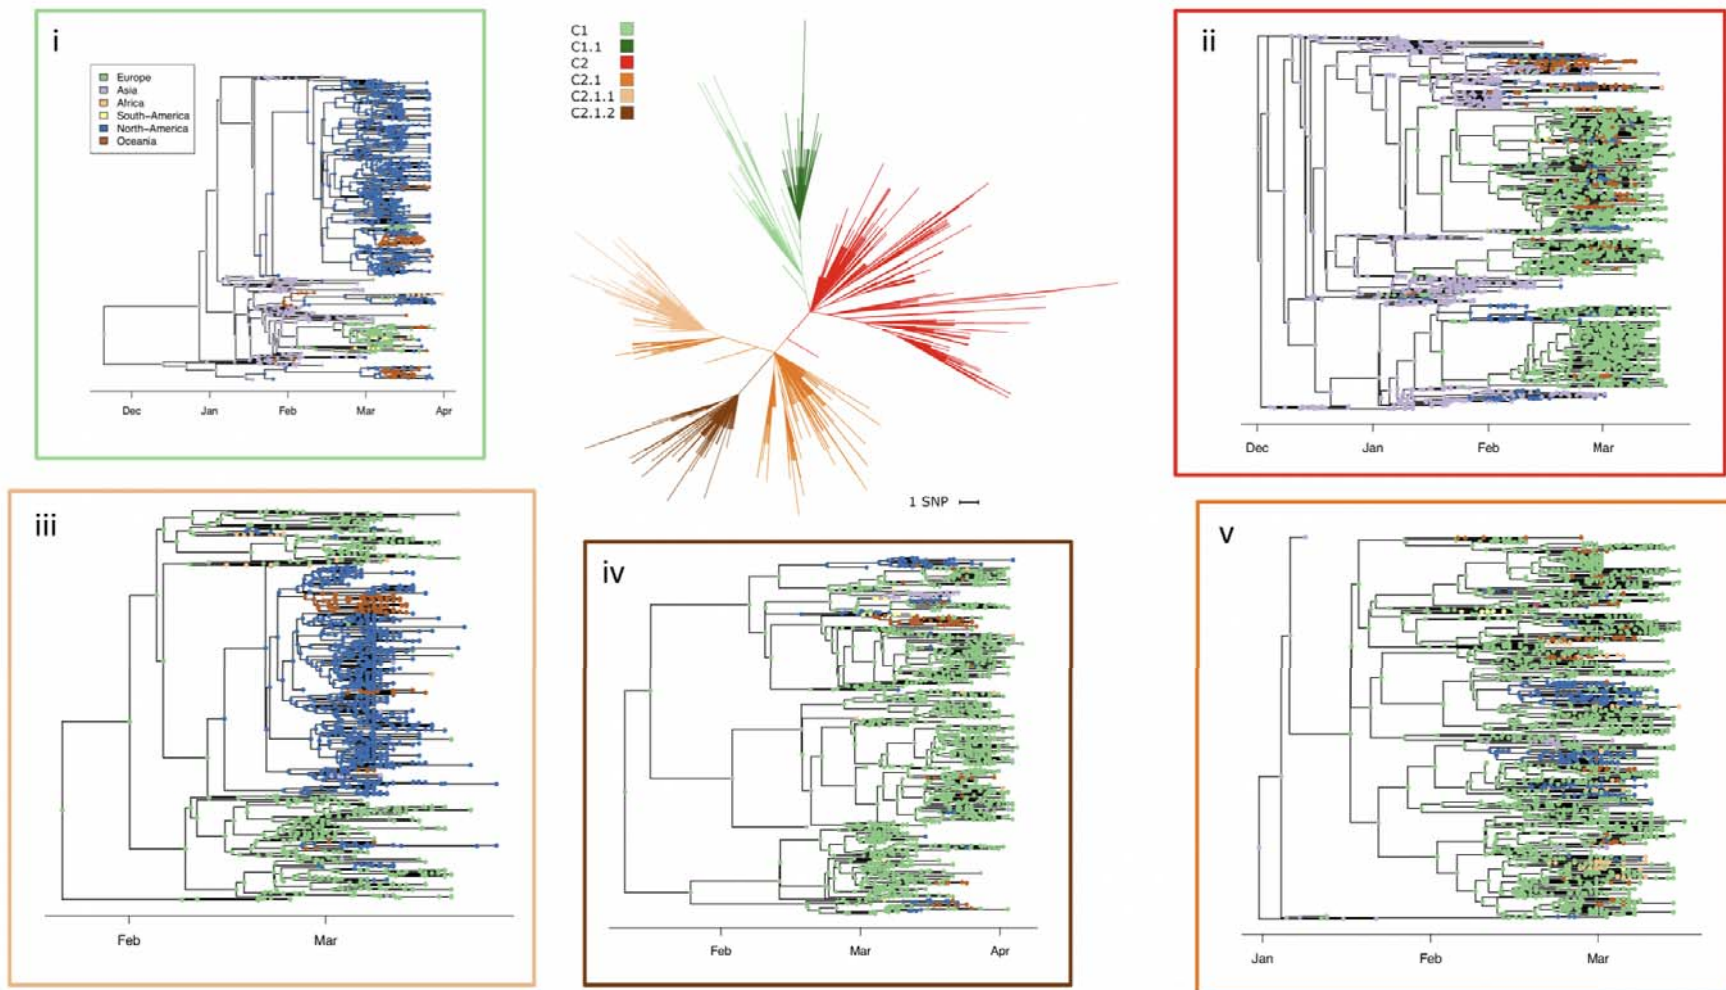 i
Europe
Asia
Africa
South-America
North-America
Oceania
Dec Jan Feb Mar Apr
C1
C1.1
C2
C2.1
C2.1.1
C2.1.2
1 SNP
ii
Dec Jan Feb Mar
iii
Feb Mar
iv
Feb Mar Apr
v
Jan Feb Mar